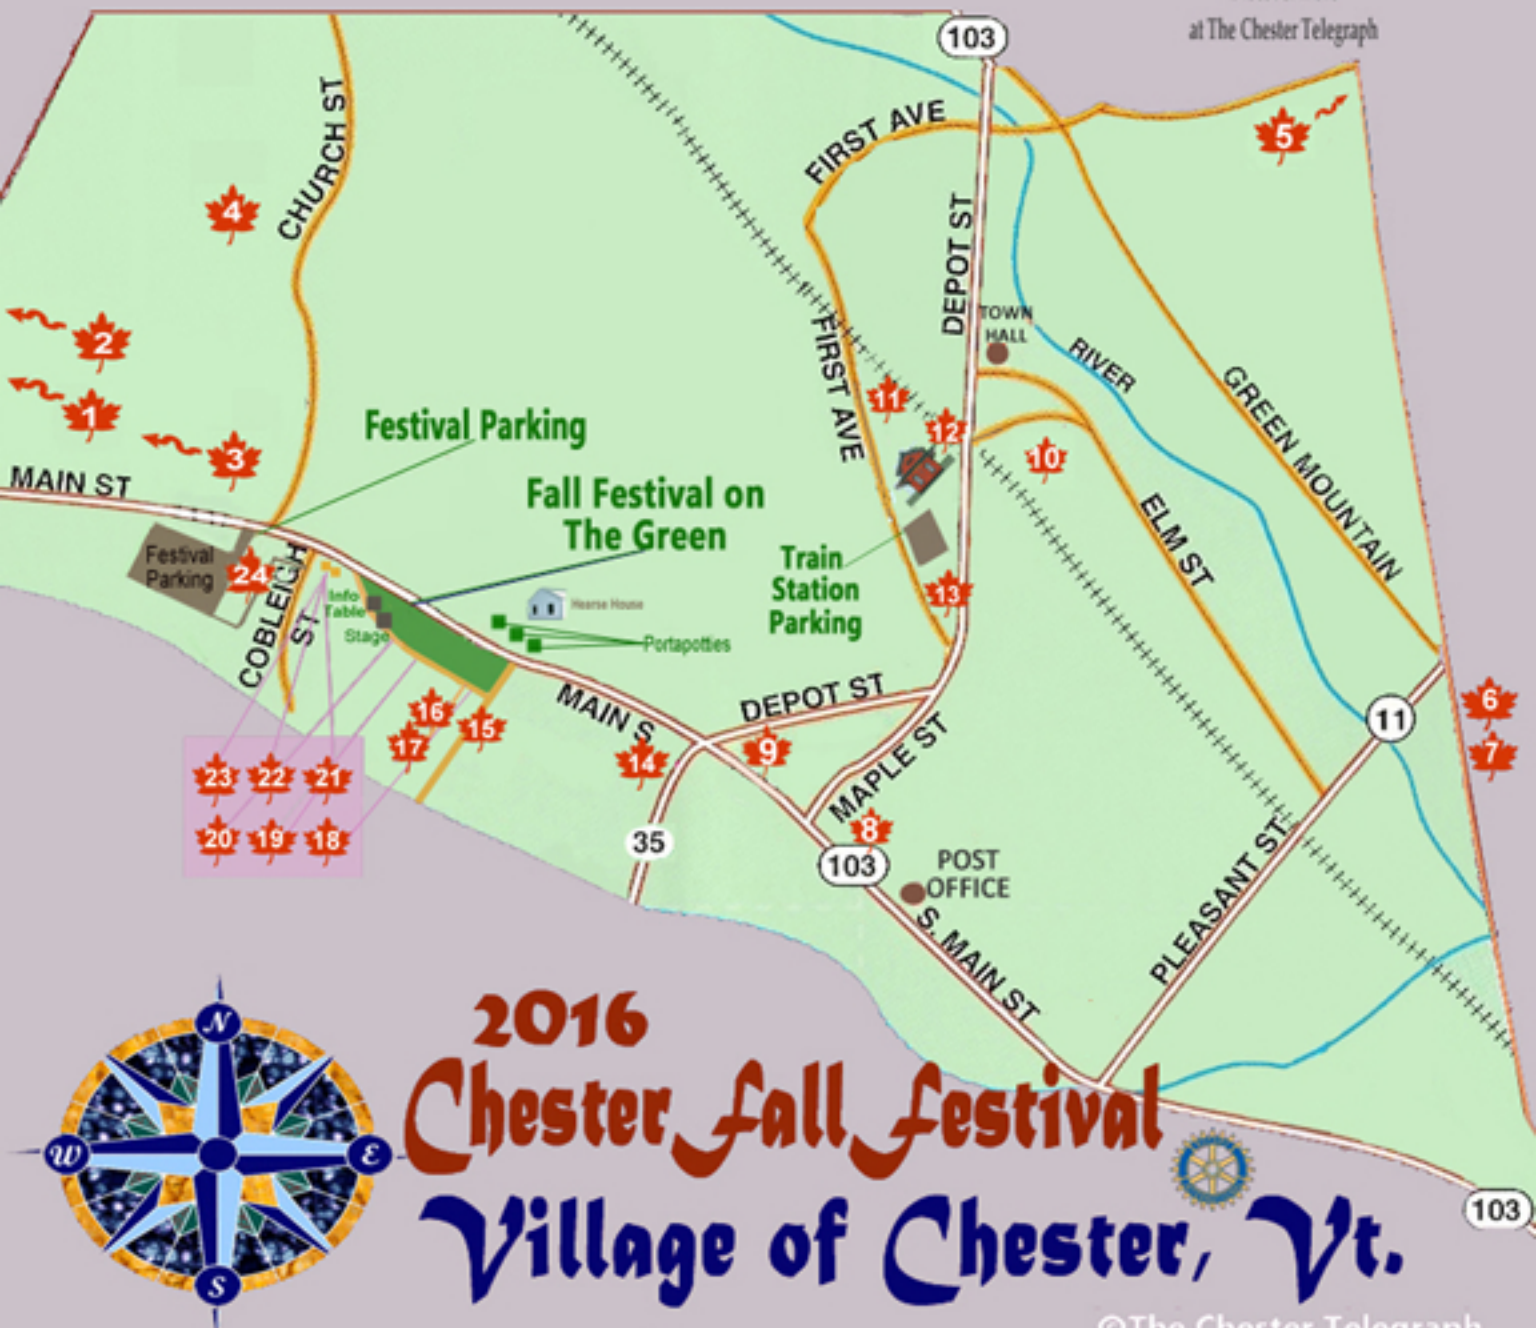 at The Chester Telegraph
103
CHURCH ST
FIRST AVE
5
4
DEPOT ST
TOWN
HALL
RIVER
2
1
3
MAIN ST
Festival Parking
FIRST AVE
11
12
10
GREEN MOUNTAIN
Fall Festival on
The Green
ELM ST
Festival
Parking
24
COBLEIGH
ST
Info
Table
Stage
Hearse House
Portapotties
Train
Station
Parking
13
MAIN S
DEPOT ST
MAPLE ST
16
17
15
14
9
11
6
7
23
22
21
20
19
18
35
8
103
POST
OFFICE
S. MAIN ST
PLEASANT ST
N
W
E
S
2016
Chester Fall Festival
Village of Chester, Vt.
103
©The Chester Telegraph